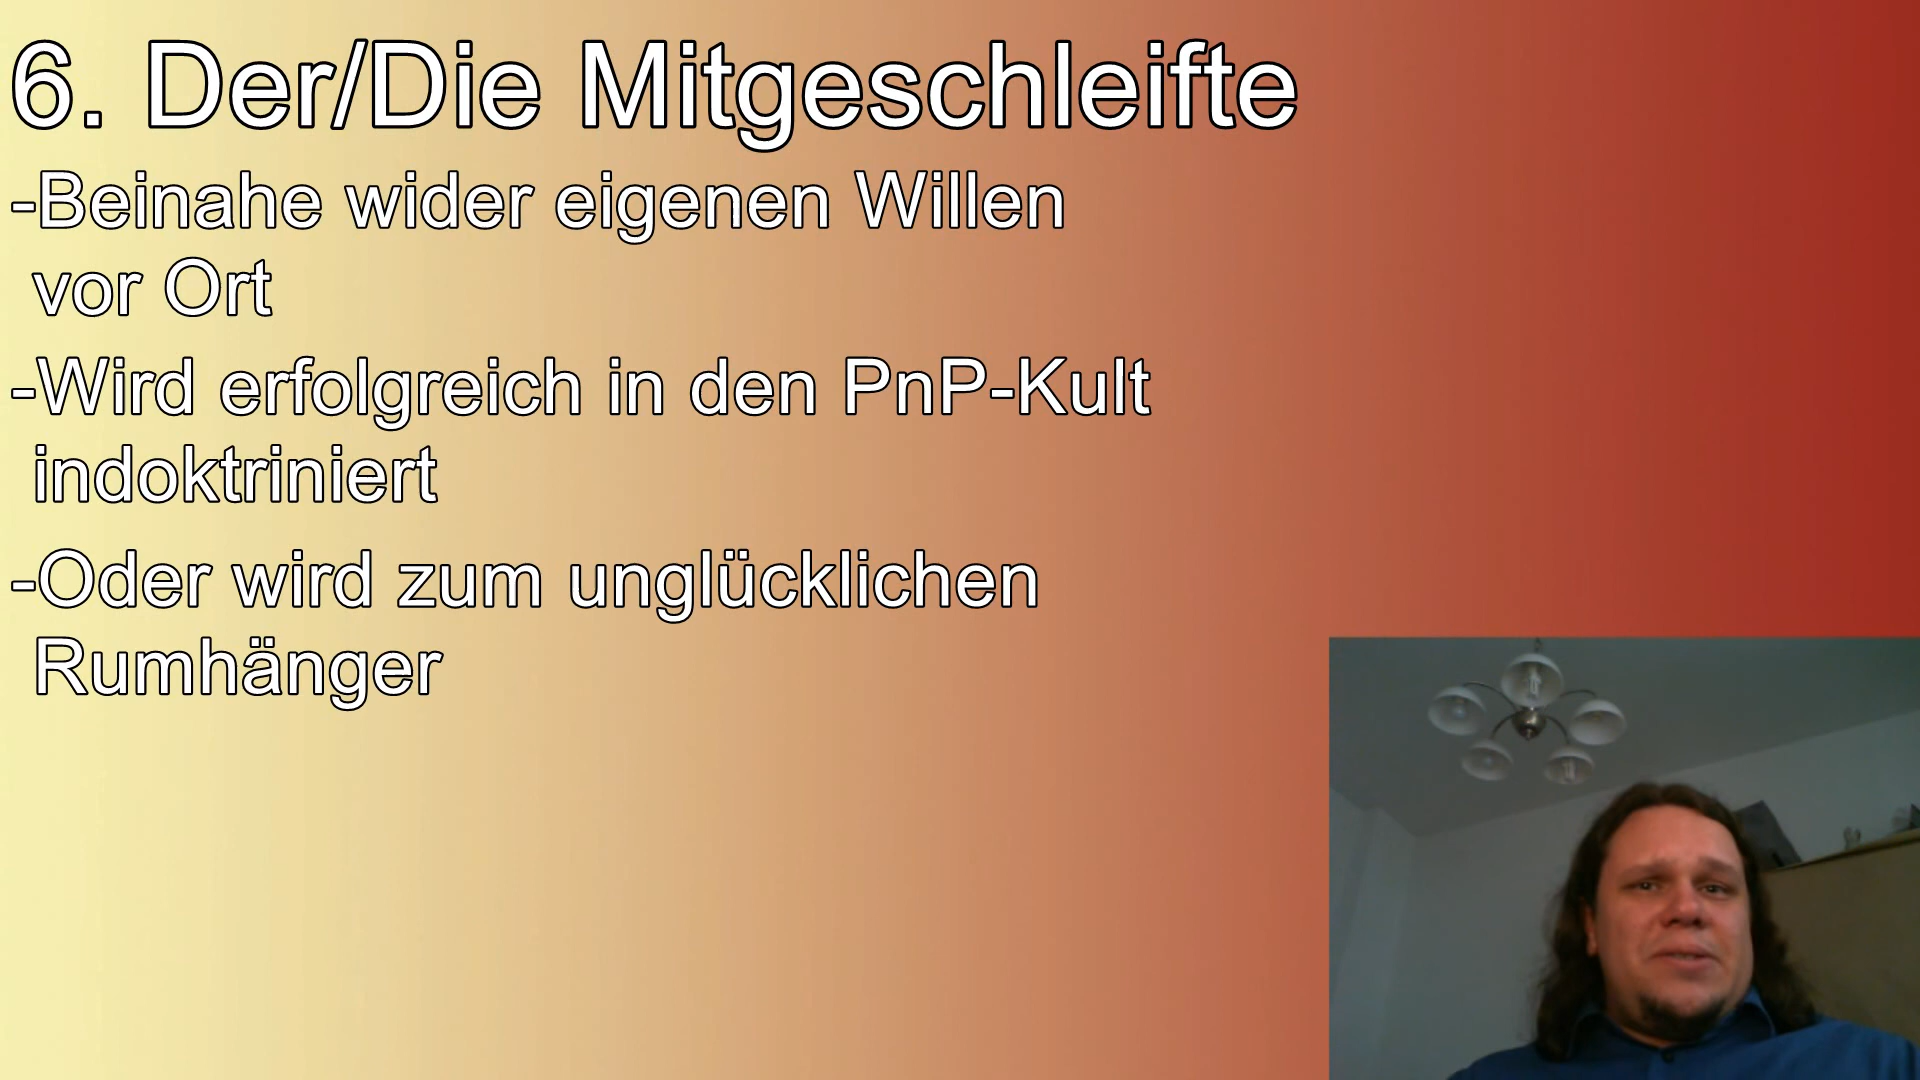 6. Der/Die Mitgeschleifte
-Beinahe wider eigenen Willen
vor Ort
-Wird erfolgreich in den PnP-Kult
indoktriniert
-Oder wird zum unglücklichen
Rumhänger